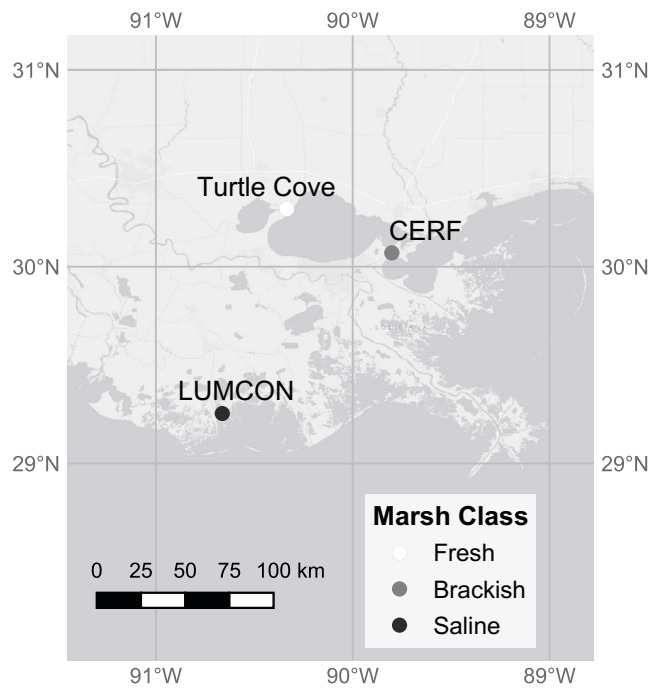 91°W 90°W 89°W
31°N 31°N
Turtle Cove
CERF
30°N 30°N
LOUISIANA
LUMCON
29°N 29°N
Marsh Class
Fresh
Brackish
Saline
0 25 50 75 100 km
91°W 90°W 89°W